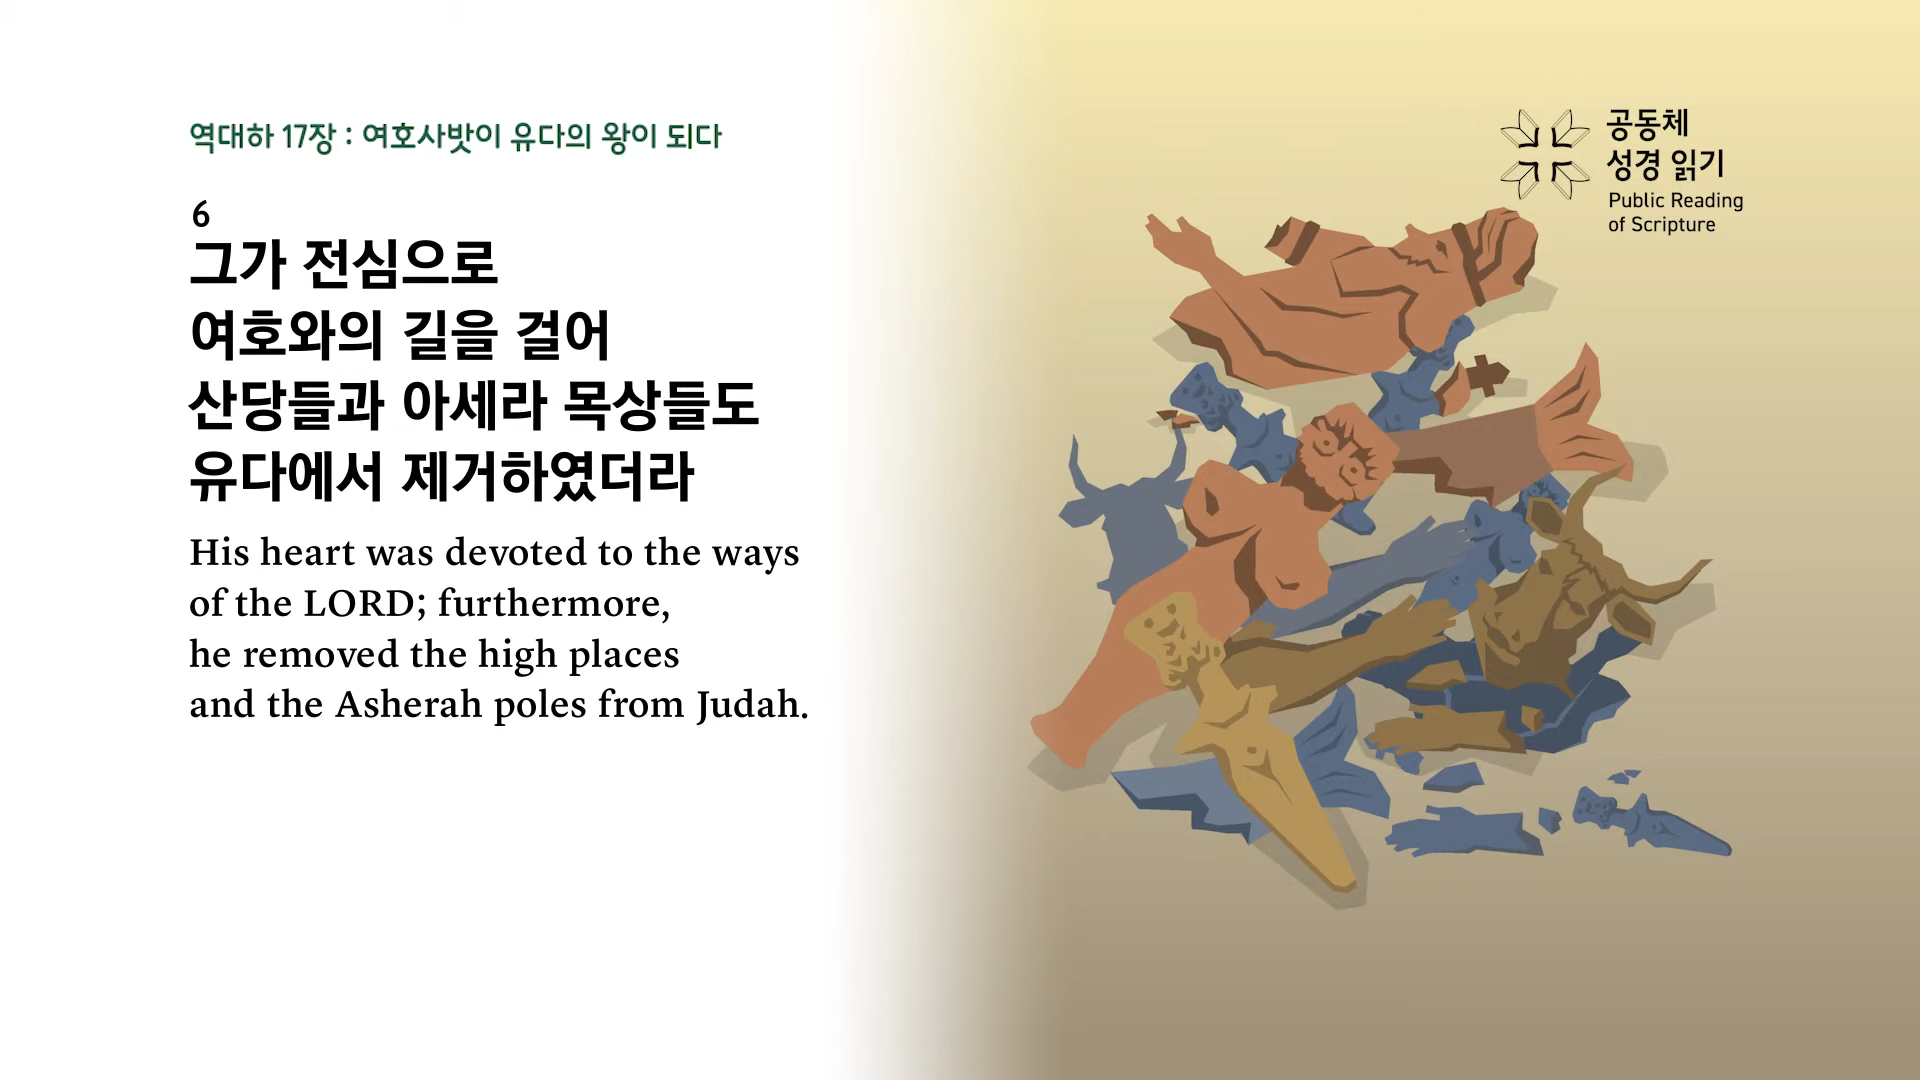 역대하 17장 : 여호사밧이 유다의 왕이 되다
6
그가 전심으로
여호와의 길을 걸어
산당들과 아세라 목상들도
유다에서 제거하였더라
His heart was devoted to the ways
of the LORD; furthermore,
he removed the high places
and the Asherah poles from Judah.
공동체
성경 읽기
Public Reading
of Scripture